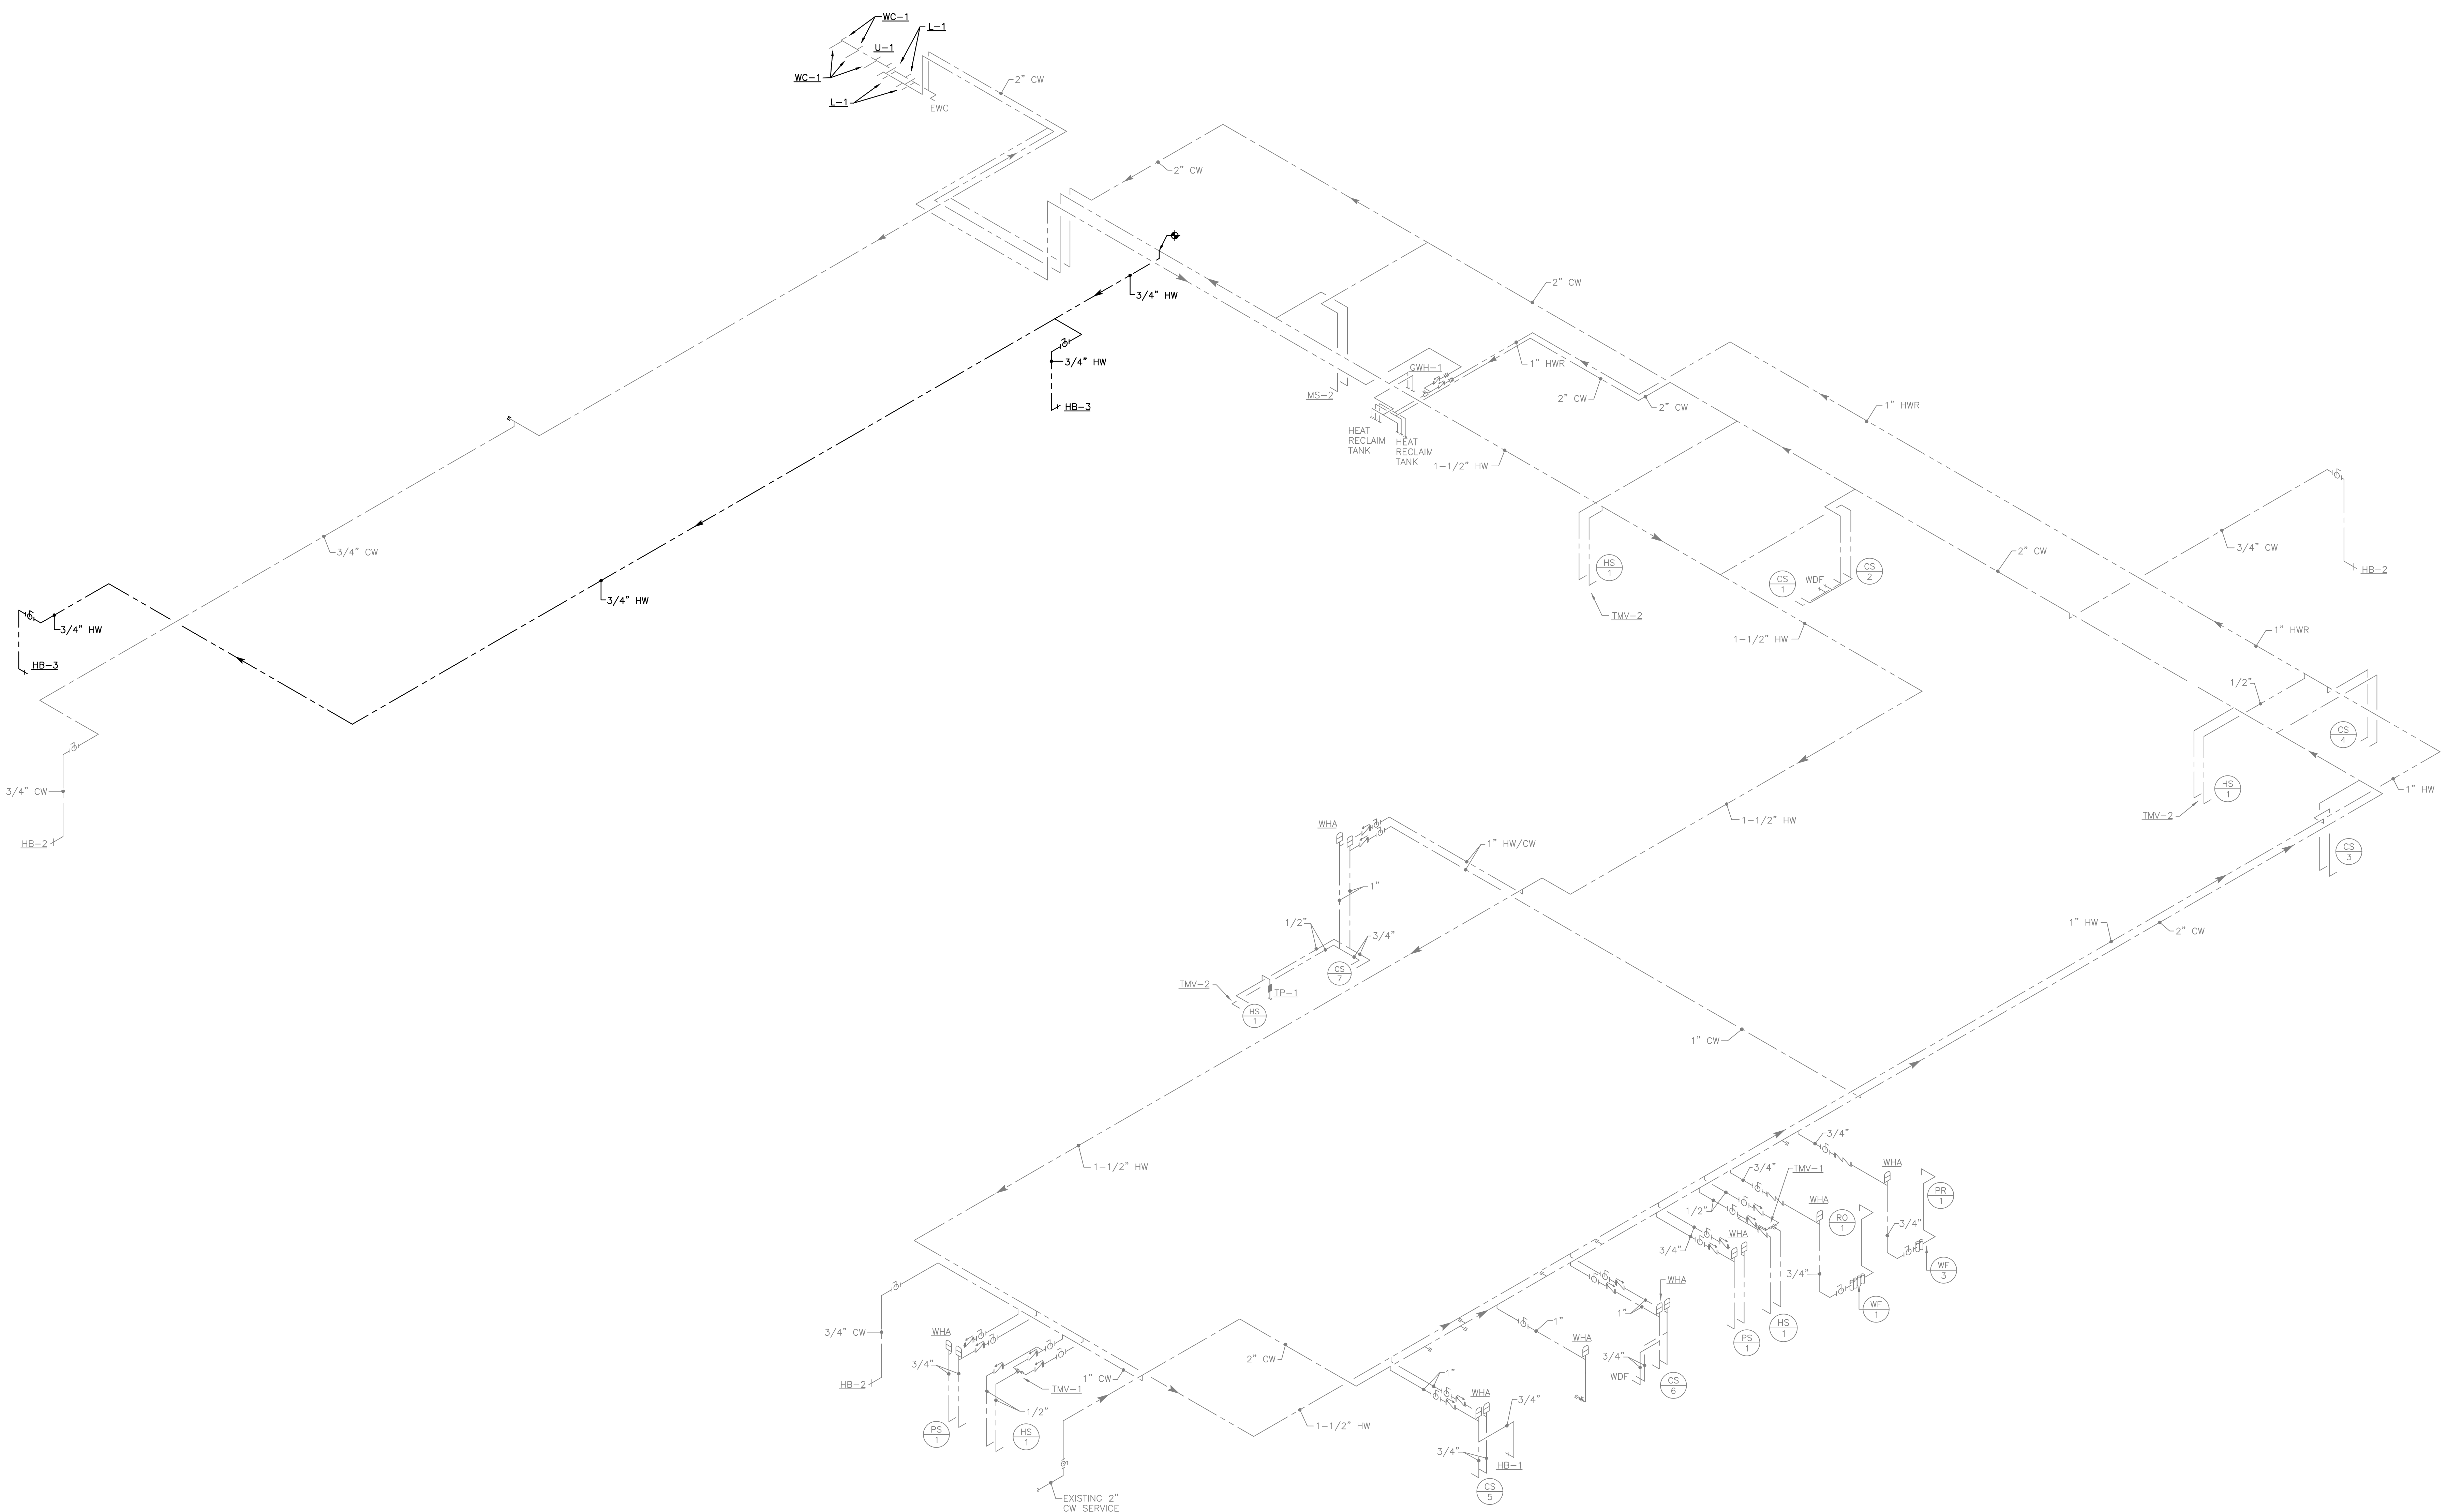 WC-1
L-1
U-1
WC-1
L-1
EWC
2" CW
2" CW
3/4" HW
3/4" HW
HB-3
2" CW
GWH-1
1" HWR
MS-2
2" CW
2" CW
1" HWR
HEAT
RECLAIM
TANK
HEAT
RECLAIM
TANK
1-1/2" HW
3/4" CW
3/4" HW
3/4" HW
HB-3
HS
1
TMV-2
CS
1
WDF
CS
2
2" CW
3/4" CW
HB-2
1-1/2" HW
1" HWR
1/2"
CS
4
HS
1
TMV-2
1" HW
3/4" CW
HB-2
1-1/2" HW
WHA
1" HW/CW
CS
3
1"
1/2"
3/4"
CS
7
TMV-2
TP-1
HS
1
1" HW
2" CW
1" CW
1-1/2" HW
3/4"
WHA
3/4"
TMV-1
PR
1
WHA
1/2"
RO
1
3/4"
WHA
3/4"
3/4"
WF
3
WHA
1"
WF
1
HS
1
PS
1
3/4" CW
WHA
3/4"
HB-2
1" CW
TMV-1
1/2"
PS
1
HS
1
2" CW
1"
WHA
3/4"
WDF
CS
6
1"
WHA
3/4"
1-1/2" HW
3/4"
HB-1
CS
5
EXISTING 2"
CW SERVICE